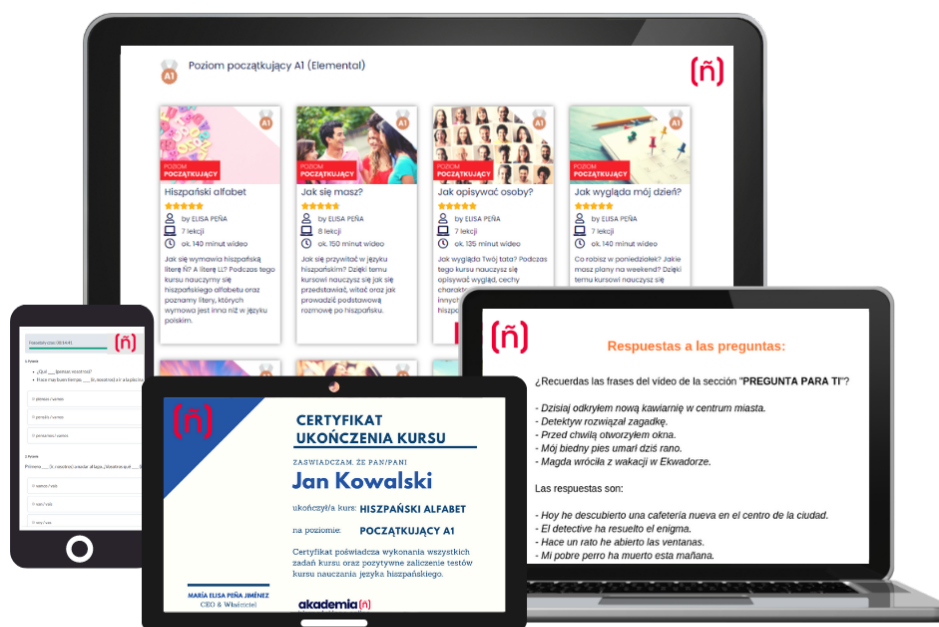 A1
Poziom początkujący A1 (Elemental)
(ñ)
A1
POZIOM
POCZĄTKUJĄCY
Hiszpański alfabet
by ELISA PEÑA
7 lekcji
ok. 140 minut wideo
Jak się wymawia hiszpańską
literę Ñ? A literę LL? Podczas tego
kursu nauczymy się
hiszpańskiego alfabetu oraz
poznamy litery, których
wymowa jest inna niż w języku
polskim.
A1
POZIOM
POCZĄTKUJĄCY
Jak się masz?
by ELISA PEÑA
8 lekcji
ok. 150 minut wideo
Jak się przywitać w języku
hiszpańskim? Dzięki temu
kursowi nauczysz się jak się
przedstawiać, witać oraz jak
prowadzić podstawową
rozmowę po hiszpańsku.
A1
POZIOM
POCZĄTKUJĄCY
Jak opisywać osoby?
by ELISA PEÑA
7 lekcji
ok. 135 minut wideo
Jak wygląda Twój tata? Podczas
tego kursu nauczysz się
opisywać wygląd, cechy
innych
A1
POZIOM
POCZĄTKUJĄCY
Jak wygląda mój dzień?
by ELISA PEÑA
7 lekcji
ok. 140 minut wideo
Co robisz w poniedziałek? Jakie
masz plany na weekend? Dzięki
temu kursowi nauczysz się
(ñ)
(ñ)
CERTYFIKAT
UKOŃCZENIA KURSU
ZAŚWIADCZAM, ŻE PAN/PANI
Jan Kowalski
ukończył/a kurs: HISZPAŃSKI ALFABET
na poziomie: POCZĄTKUJĄCY A1
Certyfikat poświadcza wykonania wszystkich
zadań kursu oraz pozytywne zaliczenie testów
kursu nauczania języka hiszpańskiego.
MARÍA ELISA PEÑA JIMÉNEZ
CEO & Właściciel
akademia (ñ)
(ñ)
Respuestas a las preguntas:
¿Recuerdas las frases del vídeo de la sección "PREGUNTA PARA TI"?
- Dzisiaj odkryłem nową kawiarnię w centrum miasta.
- Detektyw rozwiązał zagadkę.
- Przed chwilą otworzyłem okna.
- Mój biedny pies umarł dziś rano.
- Magda wróciła z wakacji w Ekwadorze.
Las respuestas son:
- Hoy he descubierto una cafetería nueva en el centro de la ciudad.
- El detective ha resuelto el enigma.
- Hace un rato he abierto las ventanas.
- Mi pobre perro ha muerto esta mañana.